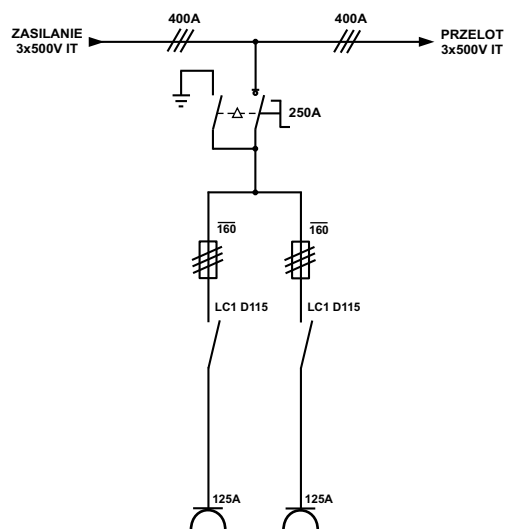 400A
400A
ZASILANIE
3x500V IT
PRZELOT
3x500V IT
250A
160
160
LC1 D115
LC1 D115
125A
125A